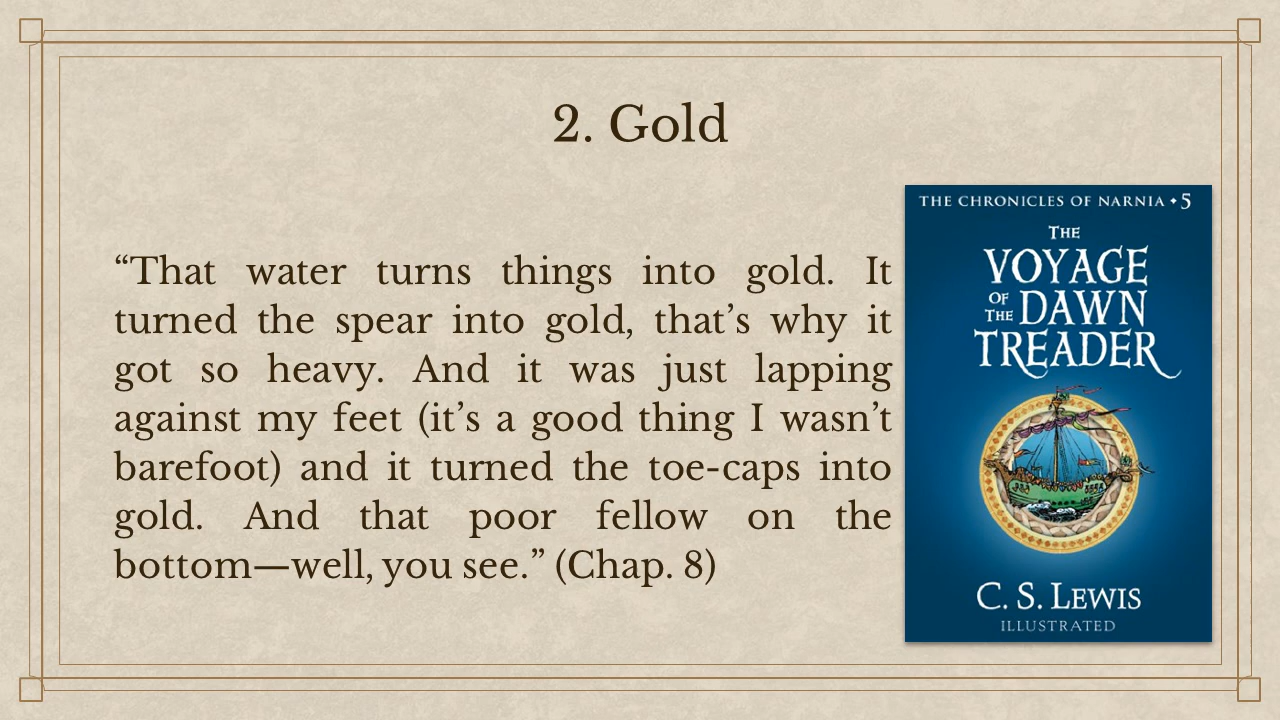 2. Gold
“That water turns things into gold. It
turned the spear into gold, that’s why it
got so heavy. And it was just lapping
against my feet (it’s a good thing I wasn’t
barefoot) and it turned the toe-caps into
gold. And that poor fellow on the
bottom—well, you see.” (Chap. 8)
THE CHRONICLES OF NARNIA • 5
THE
VOYAGE
OF THE DAWN
TREADER
C. S. LEWIS
ILLUSTRATED